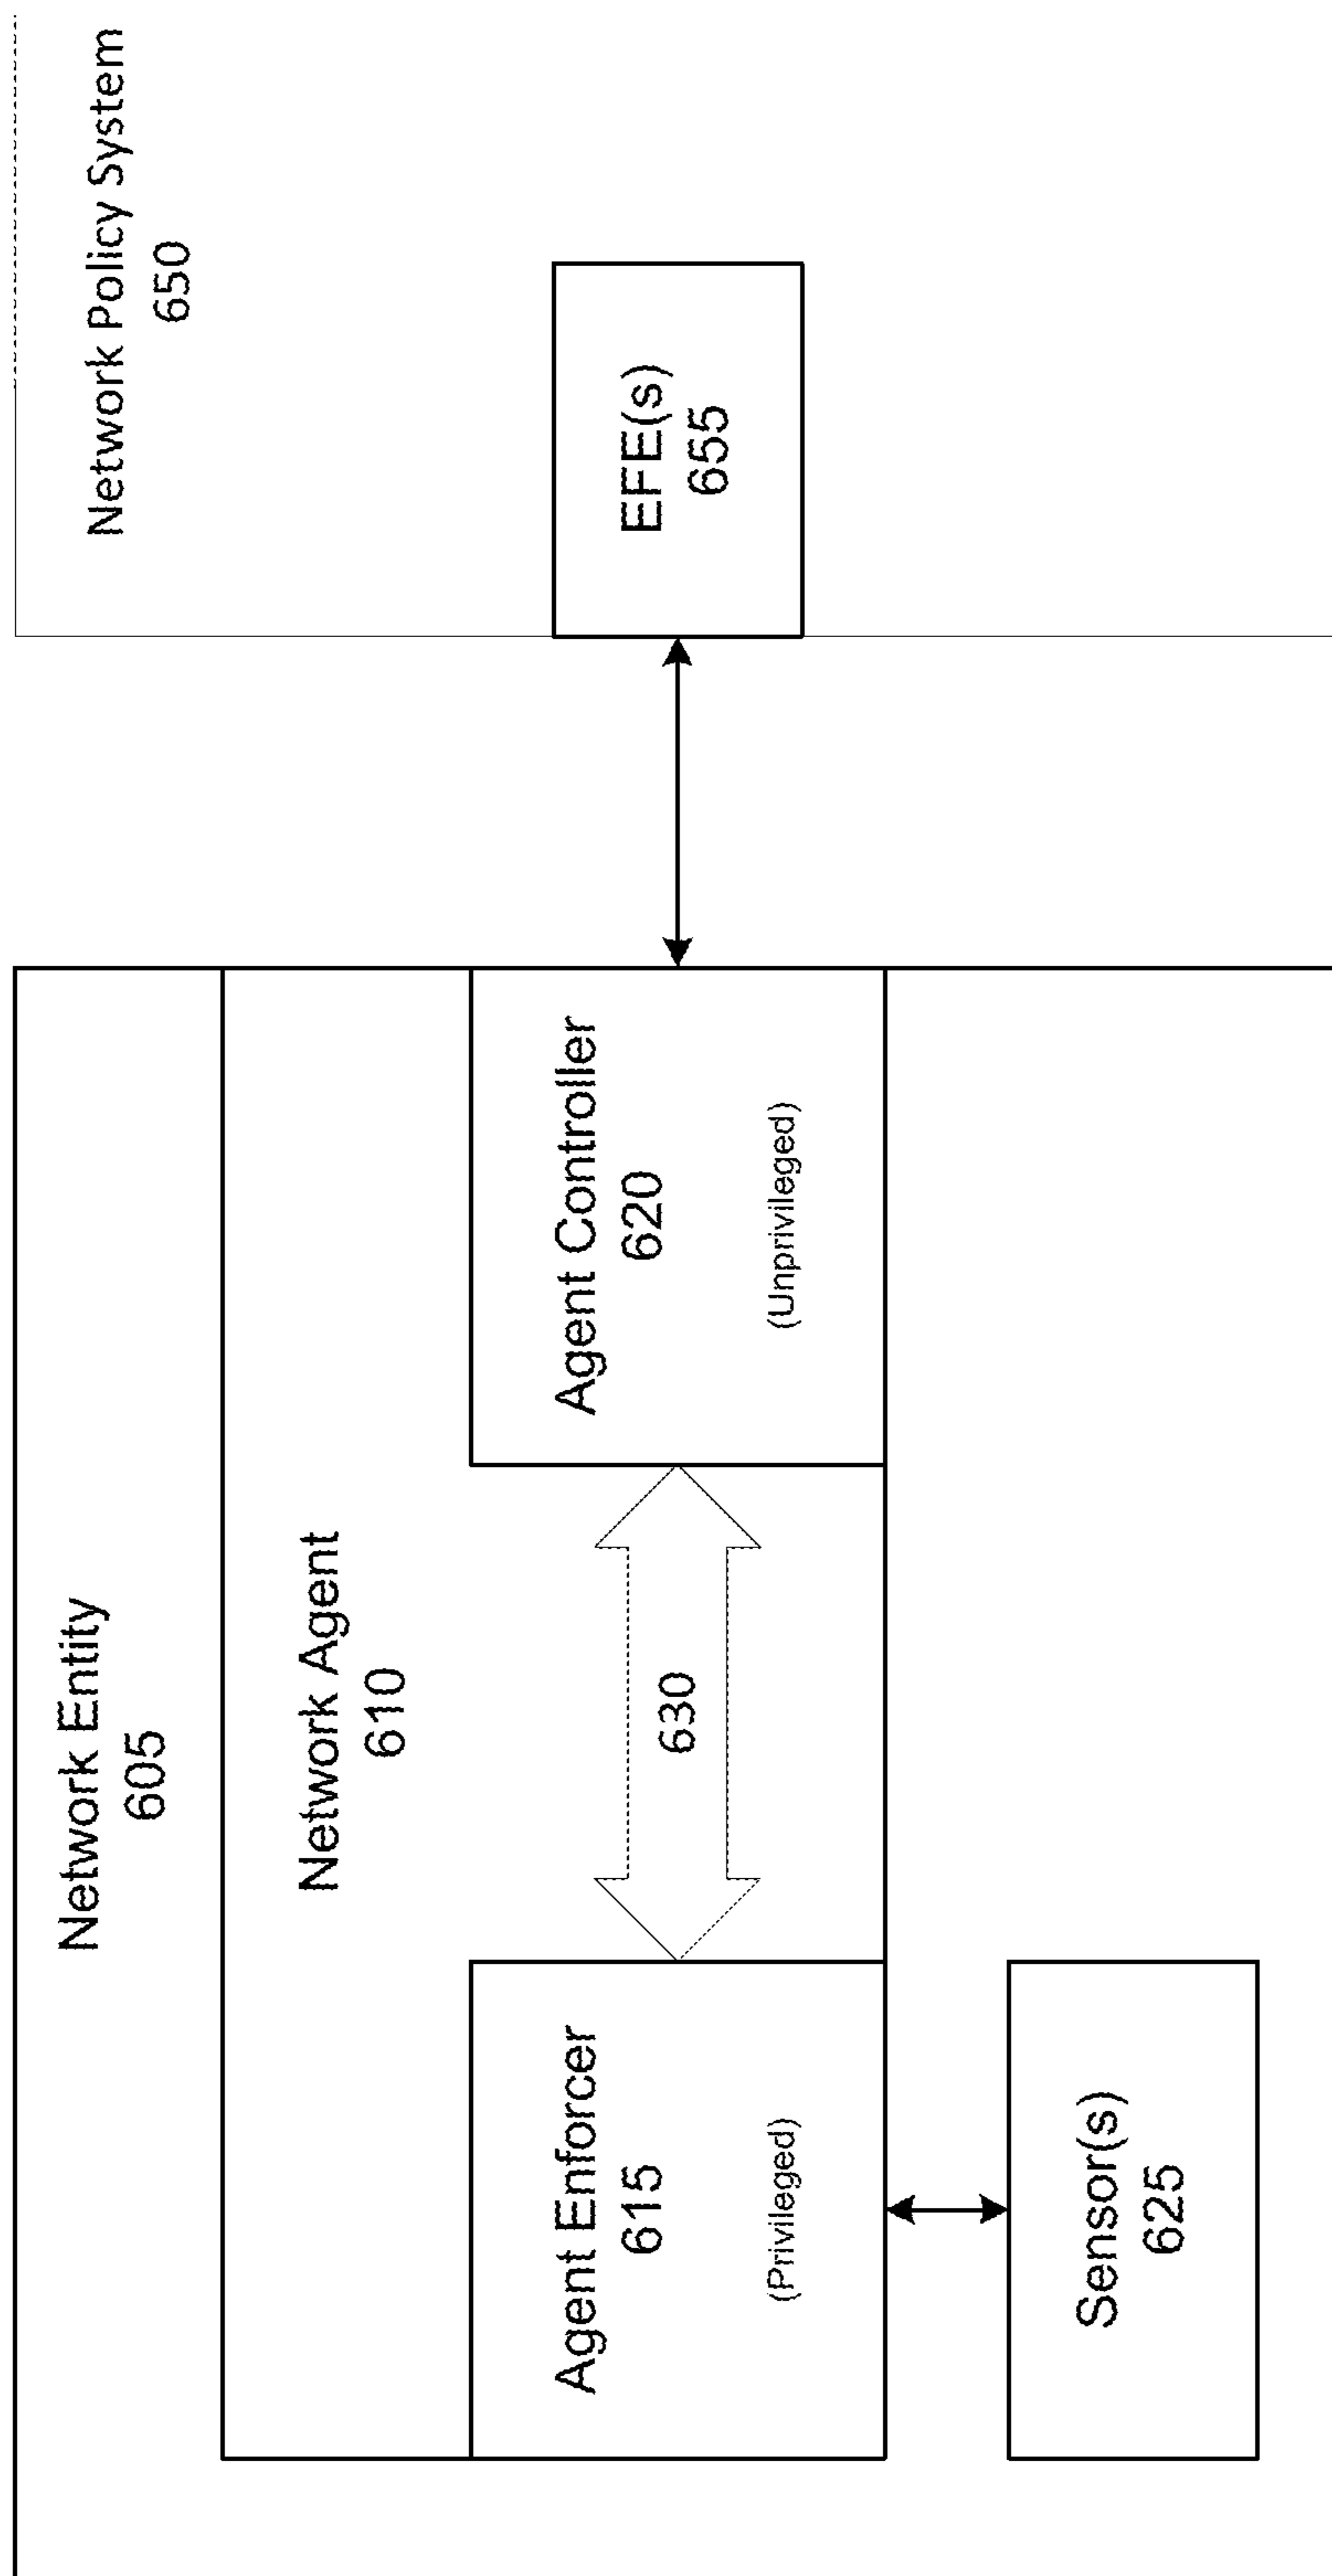 Network Entity
605
Network Agent
610
Agent Enforcer
615
(Privileged)
630
Agent Controller
620
(Unprivileged)
Sensor(s)
625
Network Policy System
650
EFE(s)
655